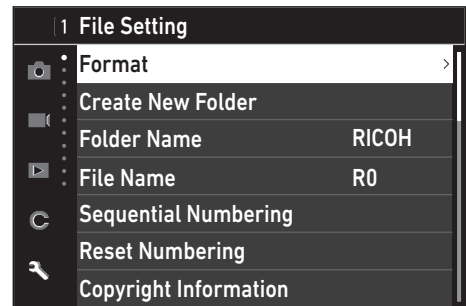 1 File Setting
Format
Create New Folder
Folder Name RICOH
File Name R0
Sequential Numbering
Reset Numbering
Copyright Information